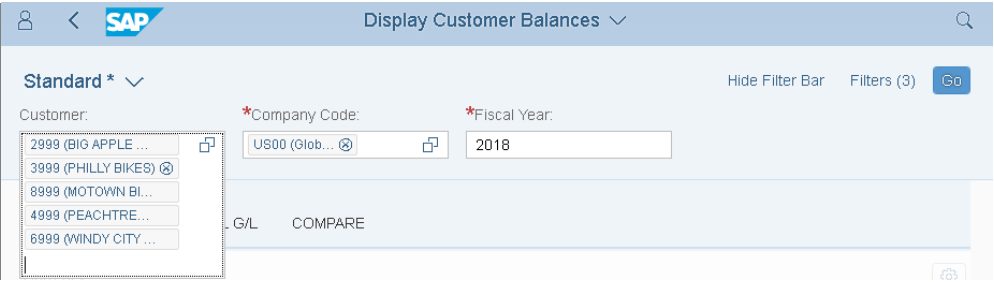 SAP
Display Customer Balances
Standard *
Hide Filter Bar
Filters (3)
Go
Customer:
*Company Code:
*Fiscal Year:
2999 (BIG APPLE ...
US00 (Glob...
2018
3999 (PHILLY BIKES)
8999 (MOTOWN BI...
4999 (PEACHTRE...
6999 (WINDY CITY ...
G/L
COMPARE